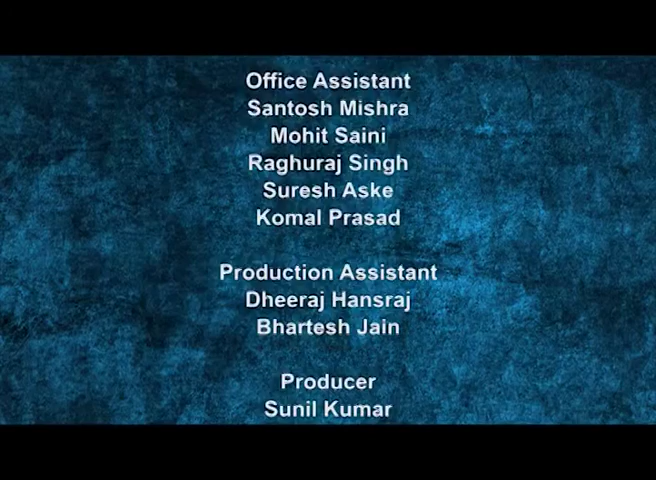 Office Assistant
Santosh Mishra
Mohit Saini
Raghuraj Singh
Suresh Aske
Komal Prasad
Production Assistant
Dheeraj Hansraj
Bhartesh Jain
Producer
Sunil Kumar